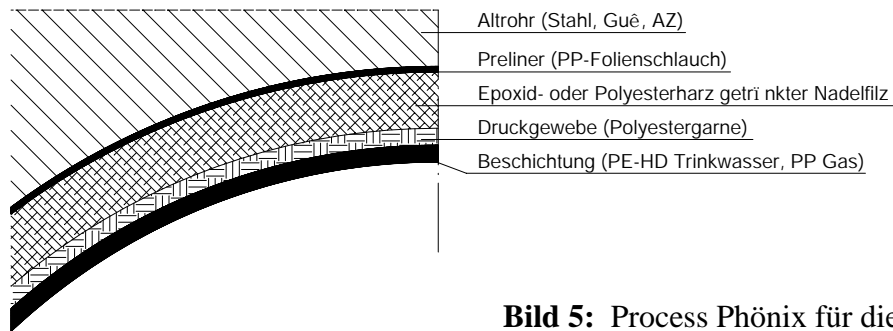 Altrohr (Stahl, Guê, AZ)
Preliner (PP-Folienschlauch)
Epoxid- oder Polyesterharz getrï nkter Nadelfilz
Druckgewebe (Polyestergarne)
Beschichtung (PE-HD Trinkwasser, PP Gas)
Bild 5: Process Phönix für die